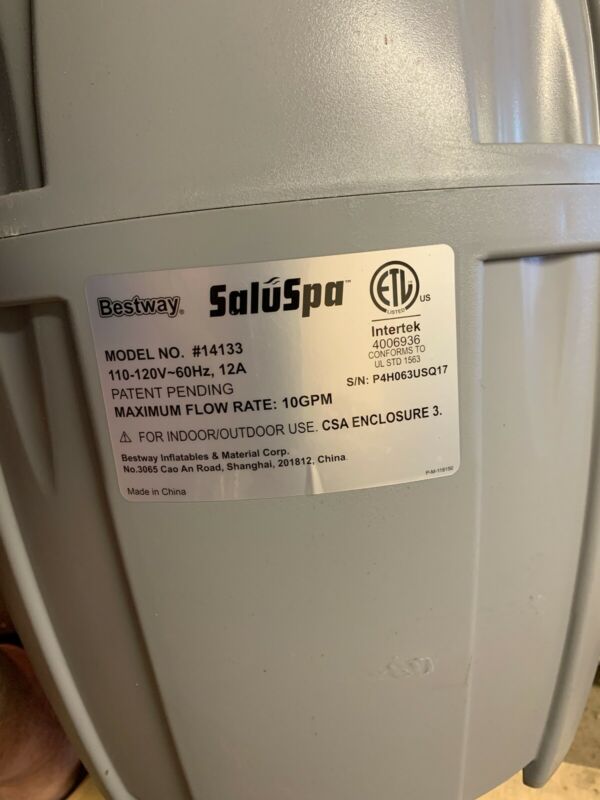 Bestway®
SaluSpa™
ETL
LISTED
US
Intertek
4006936
CONFORMS TO
UL STD 1563
S/N: P4H063USQ17
MODEL NO. #14133
110-120V~60Hz, 12A
PATENT PENDING
MAXIMUM FLOW RATE: 10GPM
⚠ FOR INDOOR/OUTDOOR USE. CSA ENCLOSURE 3.
Bestway Inflatables & Material Corp.
No.3065 Cao An Road, Shanghai, 201812, China
Made in China